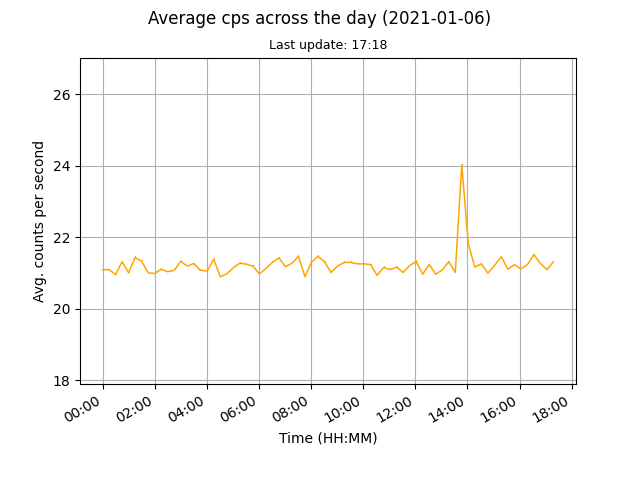 Average cps across the day (2021-01-06)
Last update: 17:18
26
24
22
20
18
Avg. counts per second
00:00 02:00 04:00 06:00 08:00 10:00 12:00 14:00 16:00 18:00
Time (HH:MM)